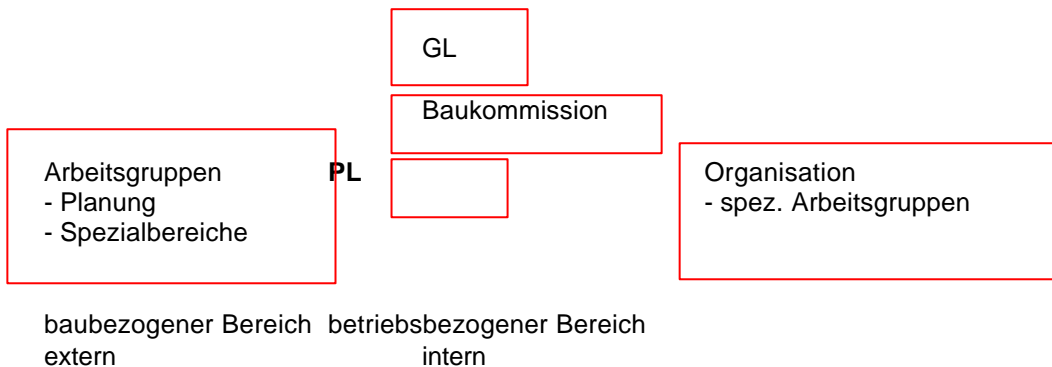 GL
Baukommission
Arbeitsgruppen
- Planung
- Spezialbereiche
PL
Organisation
- spez. Arbeitsgruppen
baubezogener Bereich betriebsbezogener Bereich
extern intern